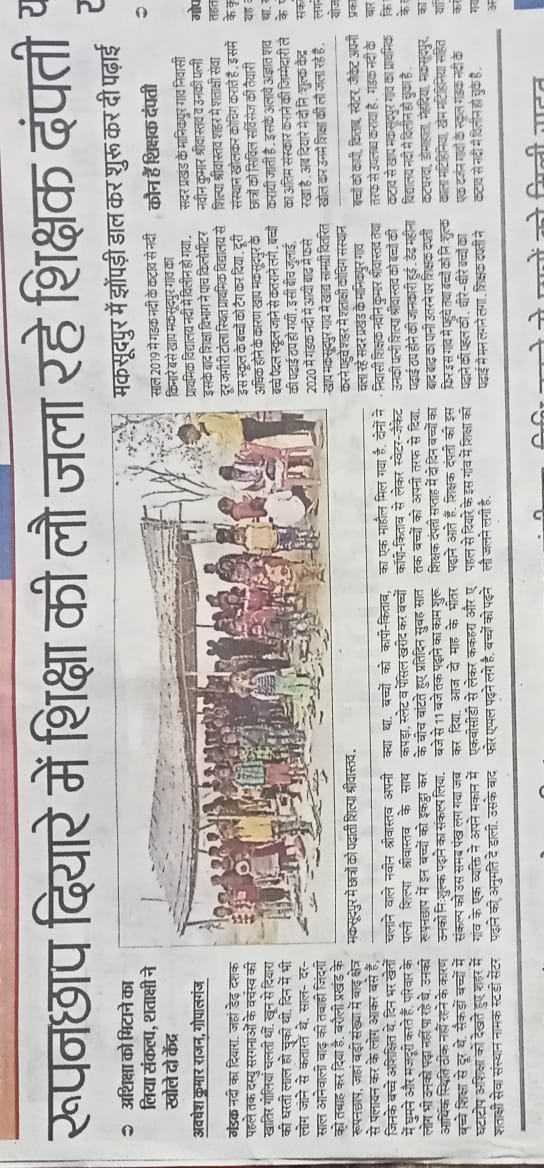 रूपनछाप दियारे में शिक्षा की लौ जला रहे शिक्षक दंपती
अशिक्षा को मिटाने का
लिया संकल्प, शताक्षी ने
खोले दो केंद्र
अवधेश कुमार राजन, गोपालगंज
गंडक नदी का दियारा. जहां डेढ़ दशक
पहले तक दस्यु सरगनाओं के वर्चस्व की
खातिर गोलियां चलती थीं. खून से दियारा
की धरती लाल हो चुकी थी. दिन में भी
लोग जाने से कतारते थे. साल- दर-
साल आनेवाली बाढ़ की तबाही जिंदगी
को तबाह कर दिया है. बरौली प्रखंड के
रूपनछाप, जहां बड़ी संख्या में बाढ़ क्षेत्र
से पलायन कर के लोग आकर बसे हैं,
जिनके बच्चे अशिक्षित थे. दिन भर खेतों
में घुमने और मजदूरी करते हैं. परिवार के
लोग भी उनको पढ़ा नहीं पा रहे थे. उनकी
आर्थिक स्थिति ठीक नहीं रहने के कारण
बच्चे शिक्षा से दूर थे. सैकड़ों बच्चों में
घटाटोप अशिक्षा को देखते हुए शहर में
शताक्षी सेवा संस्थान नामक स्टडी सेंटर
मकसूदपुर में छात्रों को पढ़ाती शिल्पा श्रीवास्तव.
चलाने वाले नवीन श्रीवास्तव अपनी
पत्नी शिल्पा श्रीवास्तव के साथ
रूपनछाप में इन बच्चों को इकट्ठा कर
उनको निःशुल्क पढ़ाने का संकल्प लिया.
संकल्प को उस समय पंख लग गया जब
गांव के एक व्यक्ति ने अपने मकान में
पढ़ाने की अनुमति दे डाली. उसके बाद
क्या था. बच्चों को कापी-किताब,
कपड़ा, स्लेट व पेंसिल खरीद कर बच्चों
के बीच बांटते हुए प्रतिदिन सुबह सात
बजे से 11 बजे तक पढ़ाने का काम शुरू
कर दिया. आज दो माह के भीतर
एकबीसीडी से लेकर ककहरा और ए
फोर एप्पल पढ़ने लगे है. बच्चों को पढ़ने
का एक माहौल मिल गया है. दोनों ने
कॉपी-किताब से लेकर स्वेटर-जैकेट
तक बच्चों को अपनी तरफ से दिया.
शिक्षक दंपती सप्ताह में दो दिन बच्चों का
पढ़ाने आते हैं. शिक्षक दंपती की इस
पहल से दियारे के इस गांव में शिक्षा को
लौ जलने लगी है.
मकसूदपुर में झोंपड़ी डाल कर शुरू कर दी पढ़ाई
साल 2019 मे गंडक नदी के कटाव से नदी
किनारे बसे खाप मकसूदपुर गांव का
प्राथमिक विद्यालय नदी में विलीन हो गया.
इसके बाद शिक्षा विभाग ने पांच किलोमीटर
दूर जगीरी टोला स्थित प्राथमिक विद्यालय से
इस स्कूल के बच्चों को टैग कर दिया. दूरी
अधिक होने के कारण खाप मकसूदपुर के
बच्चे पैदल स्कूल जाने से कतराने लगे. बच्चों
की पढ़ाई ठप हो गयी. इसी बीच जुलाई,
2020 में गंडक नदी में आयी बाढ़ में फंसे
खाप मकसूदपुर गांव में खाद्य सामग्री वितरित
करने पहुंचे शहर में शताक्षी कोचिंग संस्थान
चला रहे सदर प्रखंड के मानिकपुर गांव
निवासी शिक्षक नवीन कुमार श्रीवास्तव तथा
उनकी पत्नी शिल्पा श्रीवास्तव को बच्चों की
पढ़ाई ठप होने की जानकारी हुई. डेढ़ महीना
बाद बाढ़ का पानी उतरने पर शिक्षक दंपती
फिर इस गांव में पहुंचे तथा बच्चों को निःशुल्क
पढ़ाने की पहल की. धीरे-धीरे बच्चों का
पढ़ाई में मन लगने लगा. शिक्षक दंपती ने
कौन हैं शिक्षक दंपती
सदर प्रखंड के मानिकपुर गांव निवासी
नवीन कुमार श्रीवास्तव व उनकी पत्नी
शिल्पा श्रीवास्तव शहर में शताक्षी सेवा
संस्थान खोलकर कोचिंग कराते है. इसमें
छात्रों को सिविल सर्विसेज की तैयारी
करायी जाती है. इसके अलावे अज्ञात शव
का अंतिम संस्कार कराने की जिम्मेदारी ले
रखा है. अब दियारे मे दो निःशुल्क केंद्र
खोल कर उनमें शिक्षा की लौ जला रहे है.
बच्चों को कापी, किताब, स्वेटर, जैकेट अपनी
तरफ से उपलब्ध कराया है. गंडक नदी के
कटाव से खाप मकसूदपुर गांव का प्राथमिक
विद्यालय नदी में विलीन हो चुका है.
कटघरवा, डोमाहाता, मेहदिया, मकसूदपुर,
काला मटिहिनिया, खेम मटिहिनिया सहित
एक दर्जन गांवों के स्कूल गंडक नदी के
कटाव से नदी में विलीन हो चुके है.